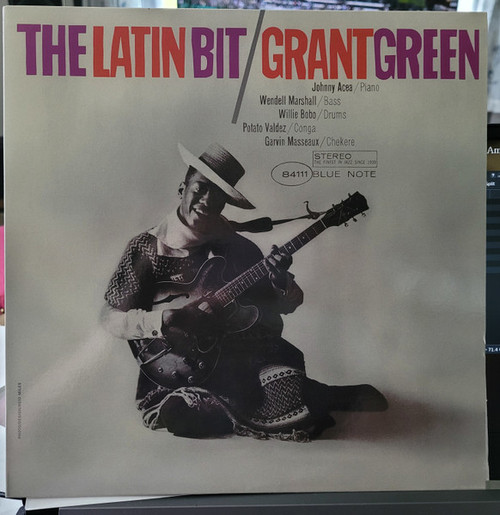 THE LATIN BIT / GRANT GREEN
Johnny Acea / Piano
Wendell Marshall / Bass
Willie Bobo / Drums
Potato Valdez / Conga
Garvin Masseaux / Chekere
STEREO
THE FINEST IN JAZZ SINCE 1939
84111 BLUE NOTE